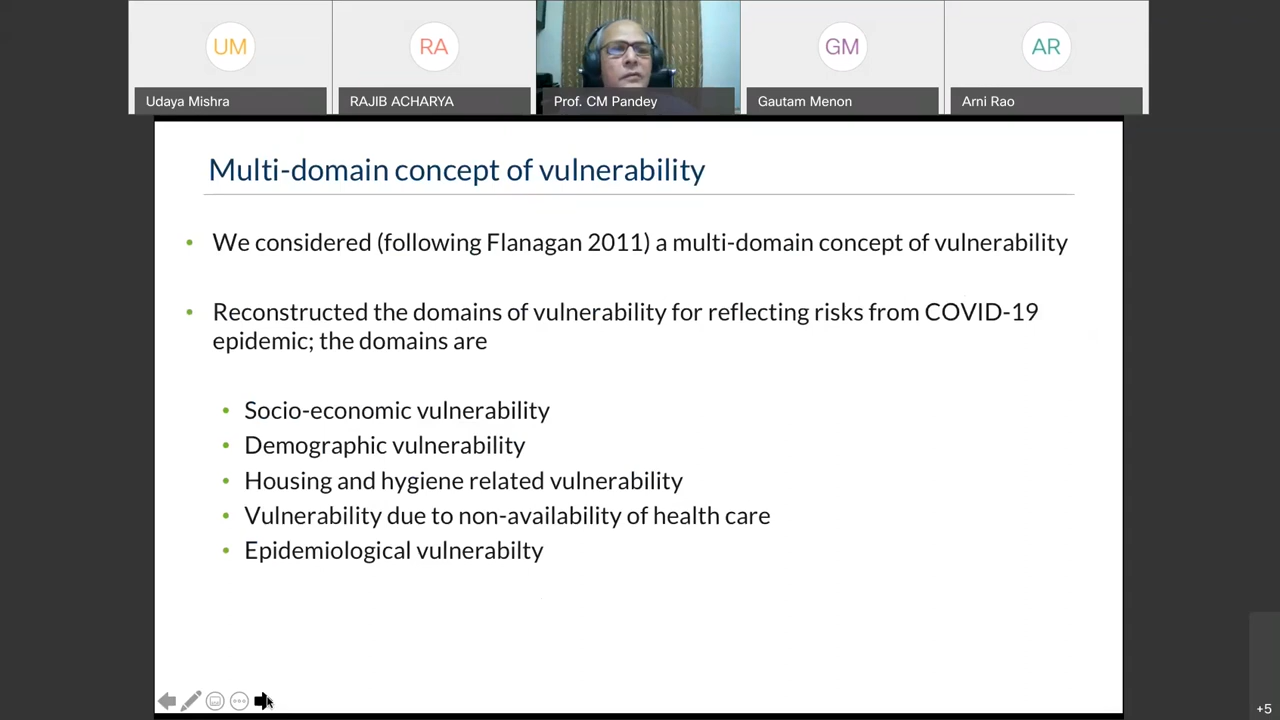 UM
RA
GM
AR
Udaya Mishra
RAJIB ACHARYA
Prof. CM Pandey
Gautam Menon
Arni Rao
Multi-domain concept of vulnerability
• We considered (following Flanagan 2011) a multi-domain concept of vulnerability
• Reconstructed the domains of vulnerability for reflecting risks from COVID-19
epidemic; the domains are
• Socio-economic vulnerability
• Demographic vulnerability
• Housing and hygiene related vulnerability
• Vulnerability due to non-availability of health care
• Epidemiological vulnerabilty
+5